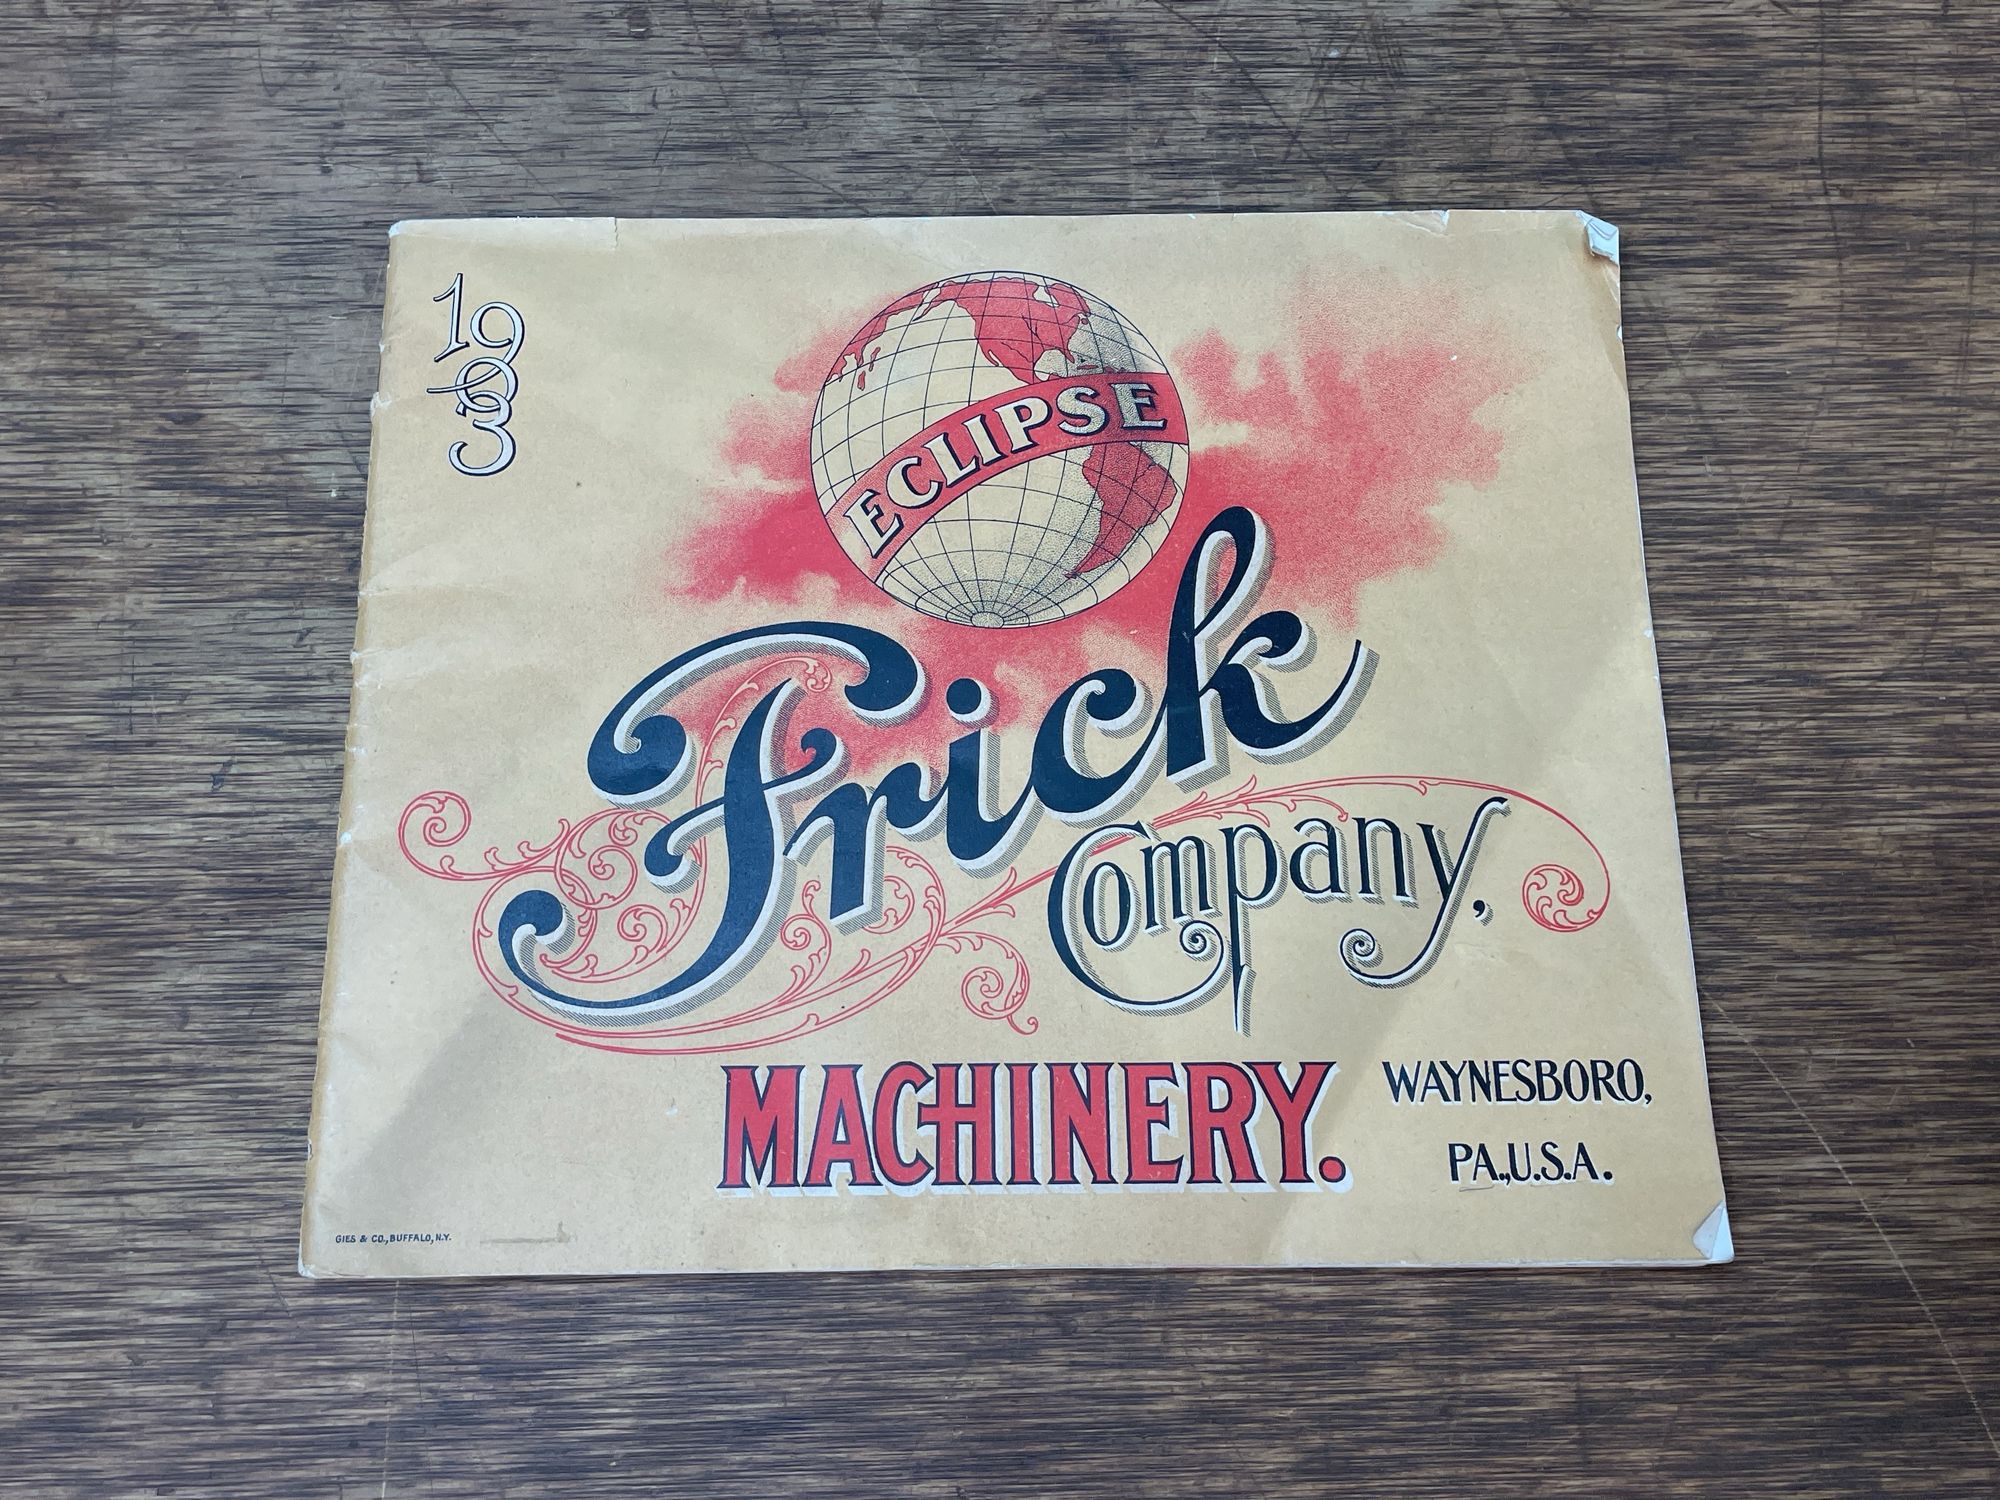 1903
ECLIPSE
Frick
Company,
MACHINERY.
WAYNESBORO,
PA., U.S.A.
GIES & CO., BUFFALO, N.Y.